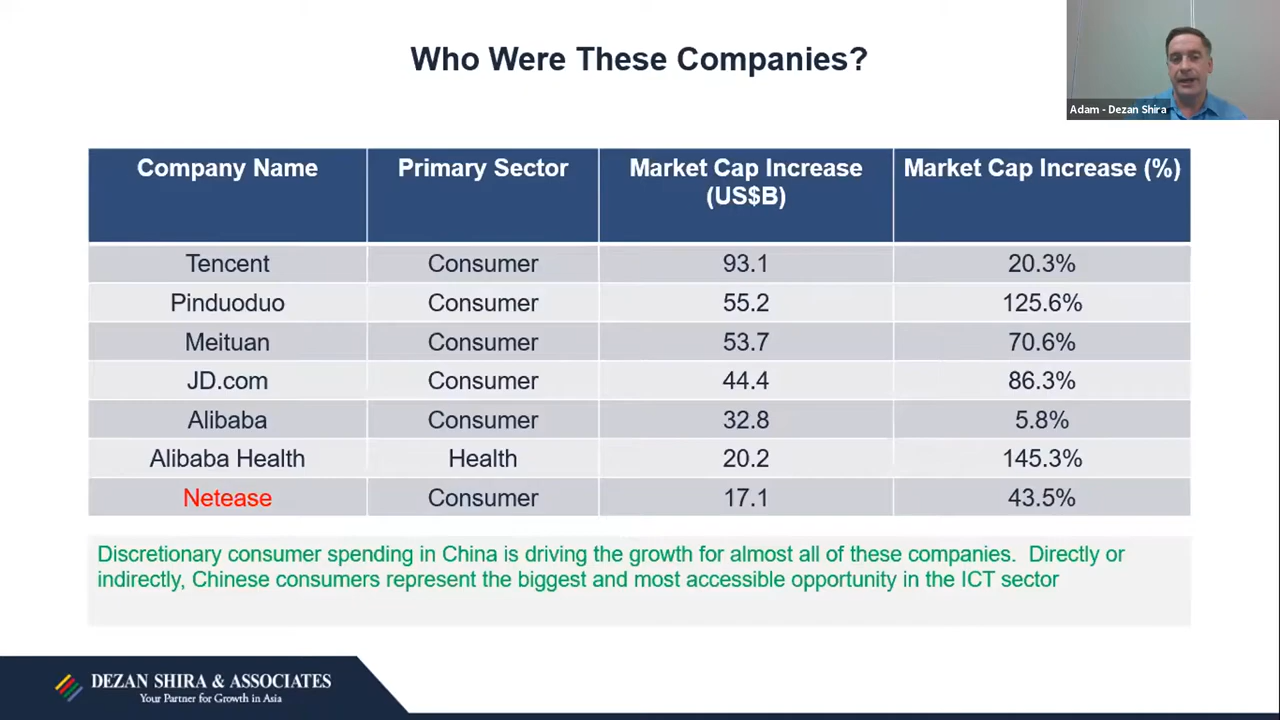 Who Were These Companies?
Adam - Dezan Shira
Company Name Primary Sector Market Cap Increase (US$B) Market Cap Increase (%)
Tencent Consumer 93.1 20.3%
Pinduoduo Consumer 55.2 125.6%
Meituan Consumer 53.7 70.6%
JD.com Consumer 44.4 86.3%
Alibaba Consumer 32.8 5.8%
Alibaba Health Health 20.2 145.3%
Netease Consumer 17.1 43.5%
Discretionary consumer spending in China is driving the growth for almost all of these companies. Directly or
indirectly, Chinese consumers represent the biggest and most accessible opportunity in the ICT sector
DEZAN SHIRA & ASSOCIATES
Your Partner for Growth in Asia